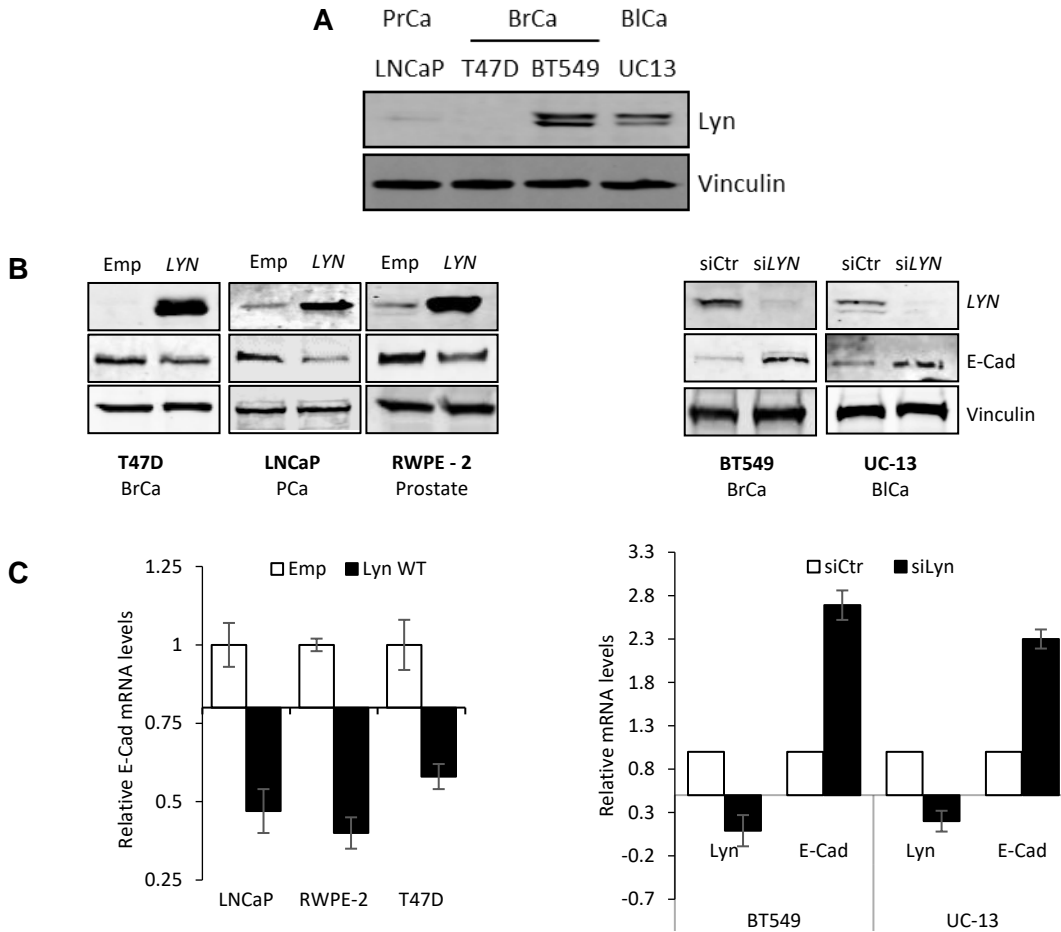 A
PrCa BrCa BlCa
LNCaP T47D BT549 UC13
Lyn
Vinculin
B
Emp LYN Emp LYN Emp LYN
siCtr siLYN siCtr siLYN
LYN
E-Cad
Vinculin
T47D LNCaP RWPE - 2
BrCa PCa Prostate
BT549 UC-13
BrCa BlCa
C
Relative E-Cad mRNA levels
1.25
1
0.75
0.5
0.25
Emp Lyn WT
LNCaP RWPE-2 T47D
Relative mRNA levels
3.3
2.8
2.3
1.8
1.3
0.8
0.3
-0.2
-0.7
siCtr siLyn
Lyn E-Cad Lyn E-Cad
BT549 UC-13